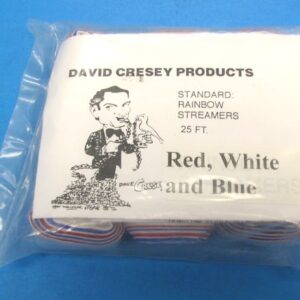 DAVID CRESEY PRODUCTS
STANDARD:
RAINBOW
STREAMERS
25 FT.
Red, White
and Blue